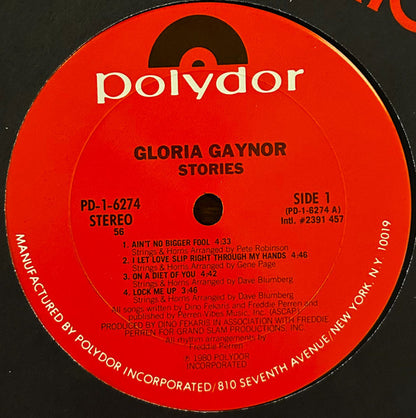 polydor
GLORIA GAYNOR
STORIES
PD-1-6274
STEREO
56
SIDE 1
(PD-1-6274 A)
Intl. #2391 457
1. AIN'T NO BIGGER FOOL 4:33
Strings & Horns Arranged by Pete Robinson
2. I LET LOVE SLIP RIGHT THROUGH MY HANDS 4:46
Strings & Horns Arranged by Gene Page
3. ON A DIET OF YOU 4:42
Strings & Horns Arranged by Dave Blumberg
4. LOCK ME UP 3:46
Strings & Horns Arranged by Dave Blumberg
All songs written by Dino Fekaris and Freddie Perren and
published by Perren Vibes Music, Inc. (ASCAP)
PRODUCED BY DINO FEKARIS IN ASSOCIATION WITH FREDDIE
PERREN FOR GRAND SLAM PRODUCTIONS, INC.
All rhythm arrangements by
Freddie Perren
℗ 1980 POLYDOR
INCORPORATED
MANUFACTURED BY POLYDOR INCORPORATED/810 SEVENTH AVENUE/NEW YORK, N.Y. 10019